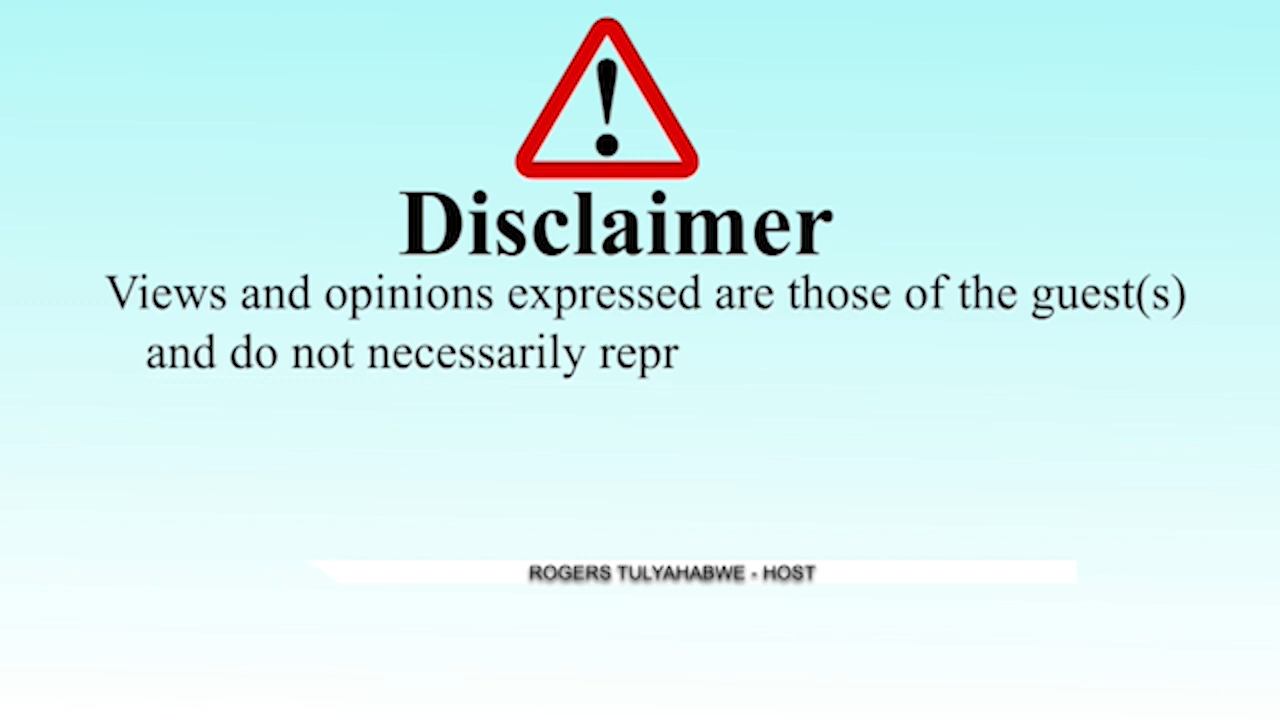 Disclaimer
Views and opinions expressed are those of the guest(s)
and do not necessarily repr
ROGERS TULYAHABWE - HOST